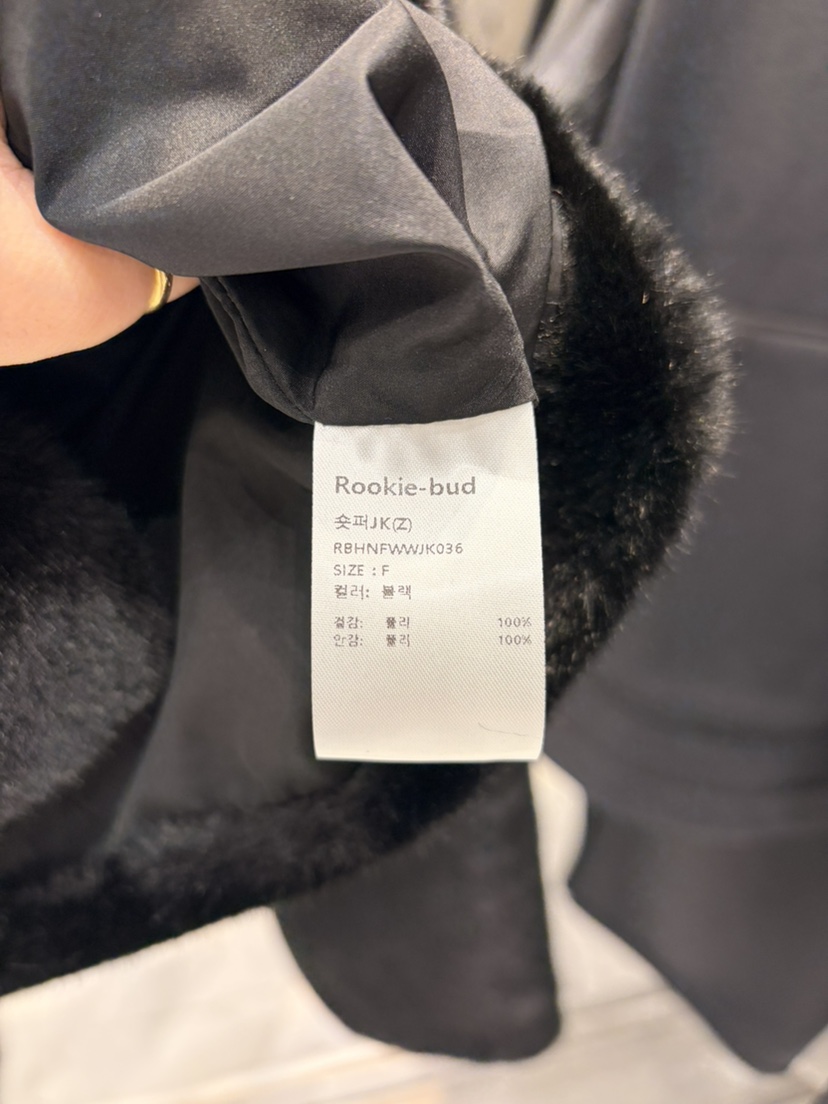 Rookie-bud
숏퍼JK(Z)
RBHNFWWJK036
SIZE : F
컬러: 블랙
겉감: 폴리 100%
안감: 폴리 100%